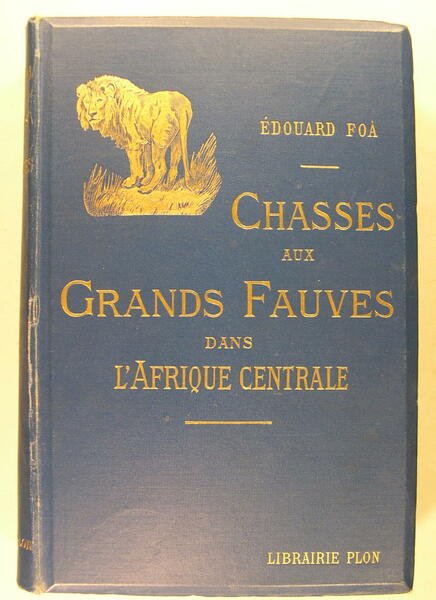 ÉDOUARD FOÀ
CHASSES
AUX
GRANDS FAUVES
DANS
L'AFRIQUE CENTRALE
LIBRAIRIE PLON